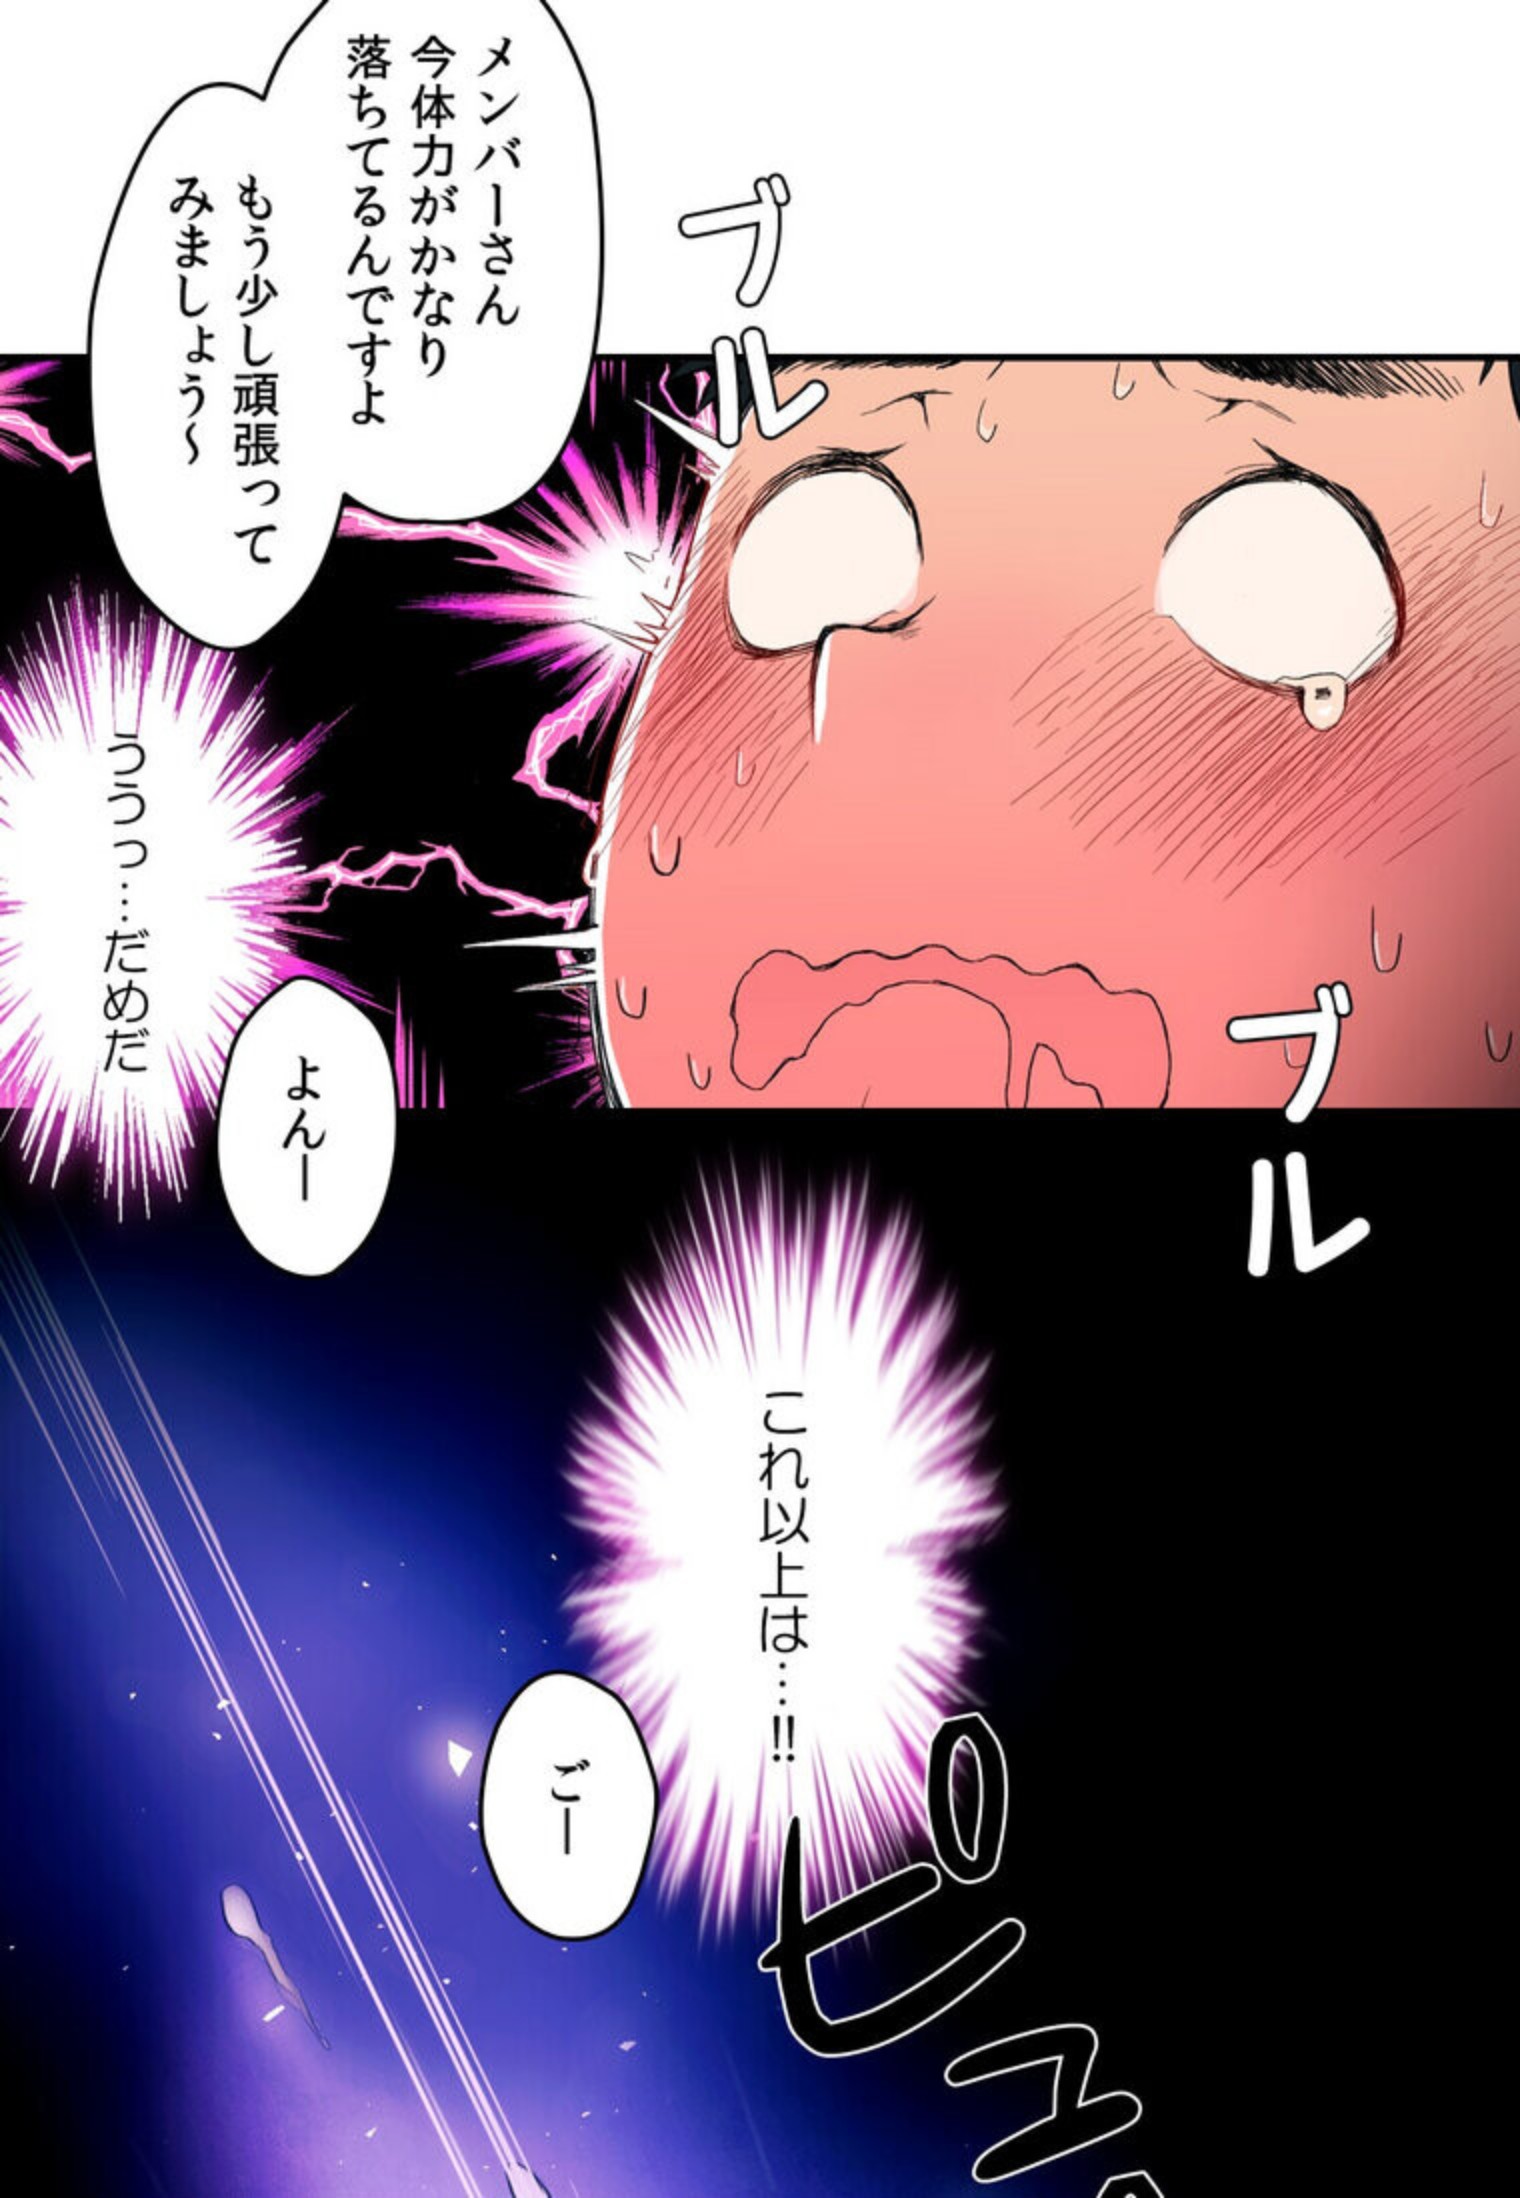 メンバーさん
今体力がかなり
落ちてるんですよ
もう少し頑張って
みましょう〜
ブル
ううっ…だめだ
よんー
ブル
これ以上は…!!
ごー
ピュ